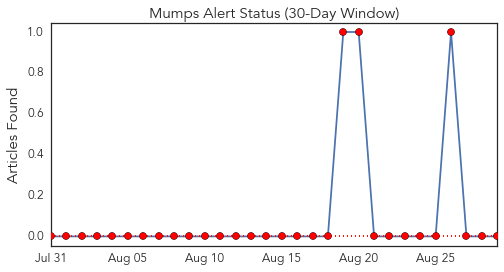 Mumps Alert Status (30-Day Window)
Articles Found
1.0
0.8
0.6
0.4
0.2
0.0
Jul 31 Aug 05 Aug 10 Aug 15 Aug 20 Aug 25